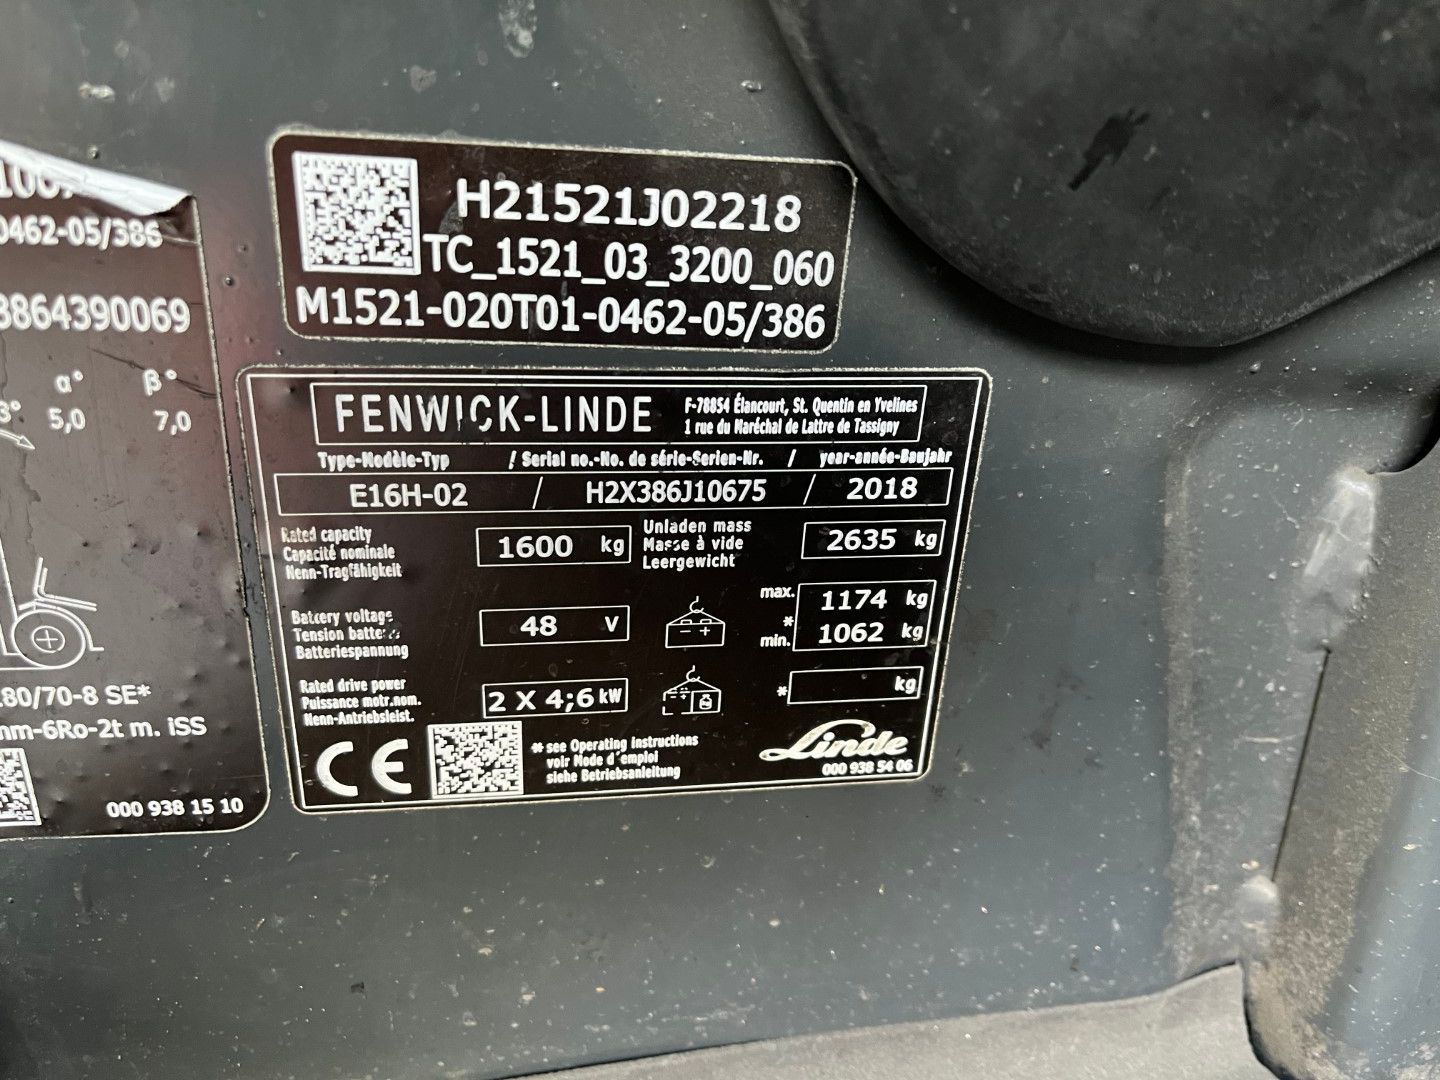 0462-05/386
3864390069
α° β°
3° 5,0 7,0
80/70-8 SE*
nm-6Ro-2t m. iSS
000 938 15 10
H21521J02218
TC_1521_03_3200_060
M1521-020T01-0462-05/386
FENWICK-LINDE
F-78854 Élancourt, St. Quentin en Yvelines
1 rue du Maréchal de Lattre de Tassigny
Type-Modèle-Typ / Serial no.-No. de série-Serien-Nr. / year-année-Baujahr
E16H-02 / H2X386J10675 / 2018
Rated capacity
Capacité nominale
Nenn-Tragfähigkeit
1600 kg
Unladen mass
Masse à vide
Leergewicht
2635 kg
Battery voltage
Tension batterie
Batteriespannung
48 V
- +
max. 1174 kg
*
min. 1062 kg
Rated drive power
Puissance motr.nom.
Nenn-Antriebsleist.
2 X 4;6 kW
* kg
CE
* see Operating instructions
voir Mode d'emploi
siehe Betriebsanleitung
Linde
000 938 54 06